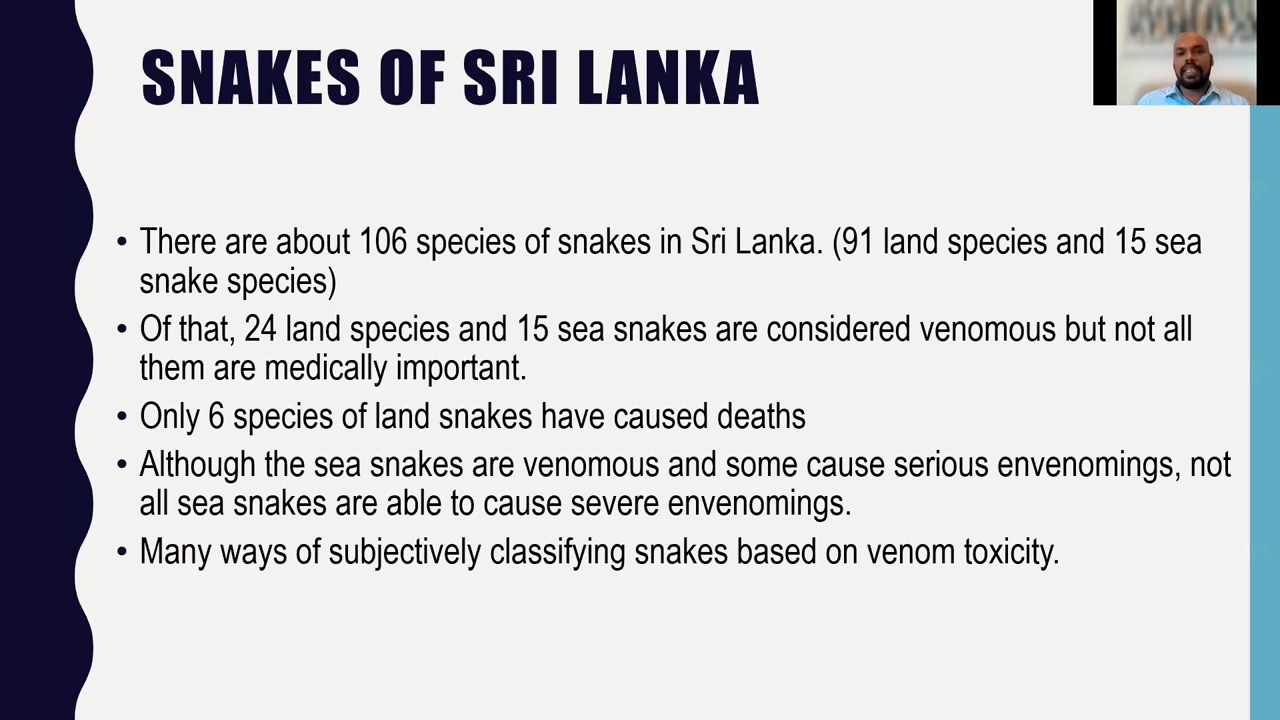 SNAKES OF SRI LANKA
• There are about 106 species of snakes in Sri Lanka. (91 land species and 15 sea
snake species)
• Of that, 24 land species and 15 sea snakes are considered venomous but not all
them are medically important.
• Only 6 species of land snakes have caused deaths
• Although the sea snakes are venomous and some cause serious envenomings, not
all sea snakes are able to cause severe envenomings.
• Many ways of subjectively classifying snakes based on venom toxicity.